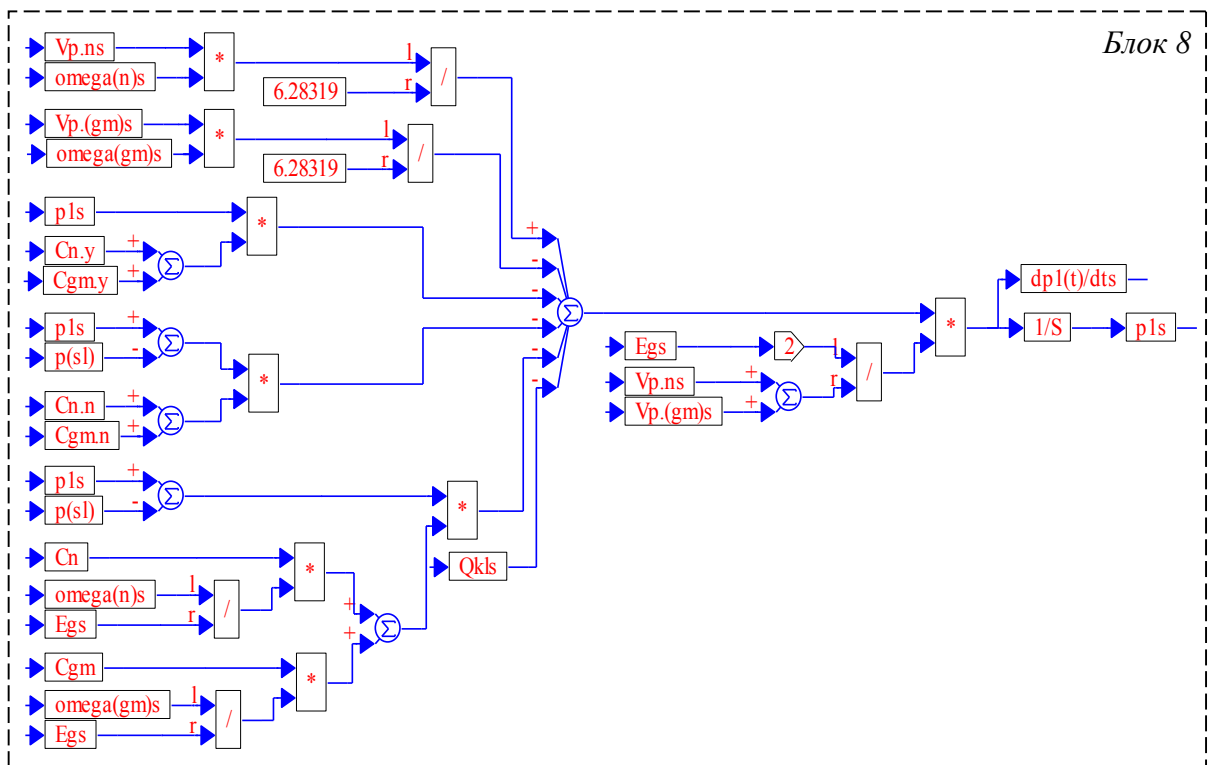 Блок 8
Vp.ns
omega(n)s
*
l
r
6.28319
/
Vp.(gm)s
omega(gm)s
*
l
r
6.28319
/
p1s
*
Cn.y
+
Cgm.y
+
Σ
p1s
+
p(sl)
-
Σ
*
Cn.n
+
Cgm.n
+
Σ
+
-
-
-
-
-
Σ
p1s
+
p(sl)
-
Σ
*
Qkls
Cn
*
omega(n)s
l
Egs
r
/
+
+
Σ
Cgm
*
omega(gm)s
l
Egs
r
/
Egs
2
l
r
/
Vp.ns
+
Vp.(gm)s
+
Σ
*
dp1(t)/dts
1/S
p1s